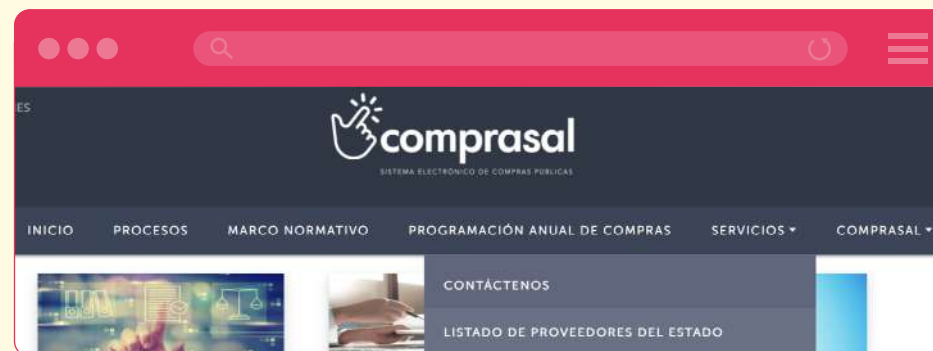 ES
comprasal
SISTEMA ELECTRÓNICO DE COMPRAS PÚBLICAS
INICIO PROCESOS MARCO NORMATIVO PROGRAMACIÓN ANUAL DE COMPRAS SERVICIOS COMPRASAL
CONTÁCTENOS
LISTADO DE PROVEEDORES DEL ESTADO